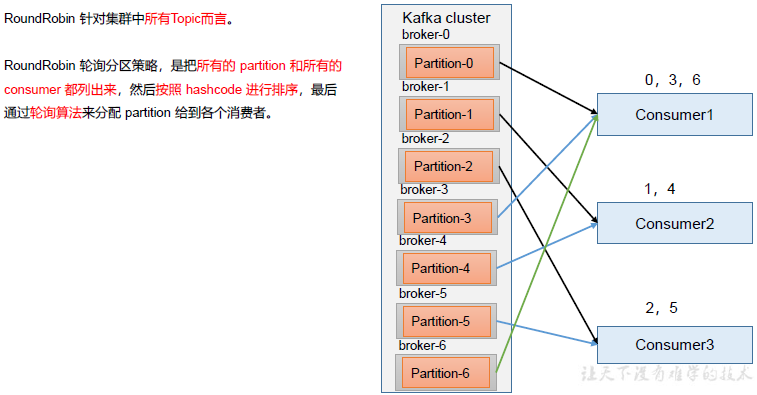 RoundRobin 针对集群中所有Topic而言。
RoundRobin 轮询分区策略，是把所有的 partition 和所有的
consumer 都列出来，然后按照 hashcode 进行排序，最后
通过轮询算法来分配 partition 给到各个消费者。
Kafka cluster
broker-0
Partition-0
broker-1
Partition-1
broker-2
Partition-2
broker-3
Partition-3
broker-4
Partition-4
broker-5
Partition-5
broker-6
Partition-6
0，3，6
Consumer1
1，4
Consumer2
2，5
Consumer3
让天下没有难学的技术